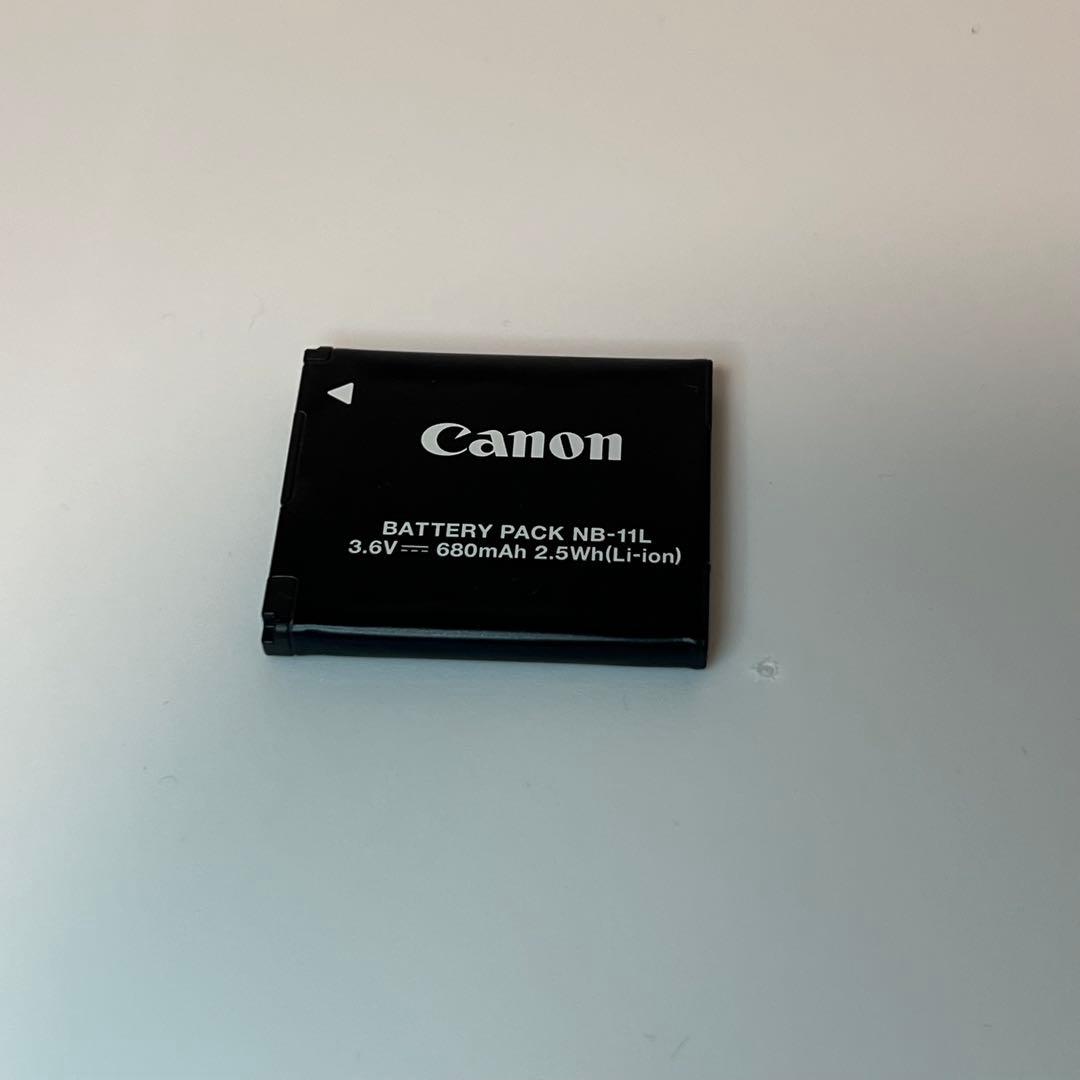 Canon
BATTERY PACK NB-11L
3.6V⎓ 680mAh 2.5Wh(Li-ion)